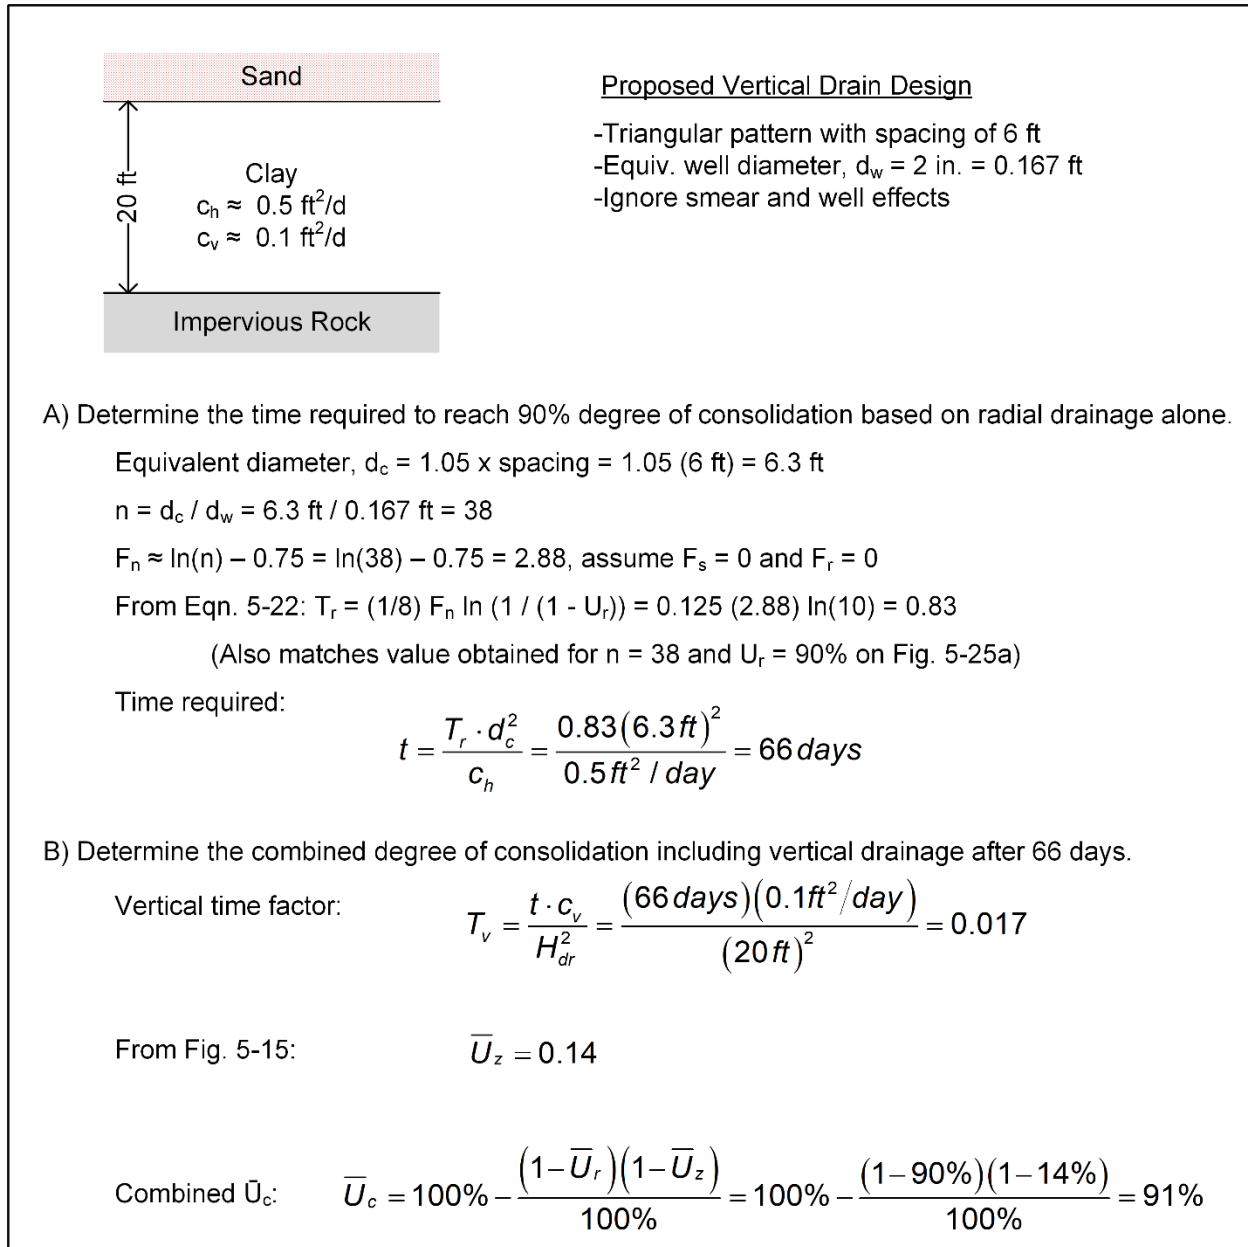 Sand
20 ft
Clay
c_h ≈ 0.5 ft²/d
c_v ≈ 0.1 ft²/d
Impervious Rock
Proposed Vertical Drain Design
-Triangular pattern with spacing of 6 ft
-Equiv. well diameter, d_w = 2 in. = 0.167 ft
-Ignore smear and well effects
A) Determine the time required to reach 90% degree of consolidation based on radial drainage alone.
Equivalent diameter, d_c = 1.05 x spacing = 1.05 (6 ft) = 6.3 ft
n = d_c / d_w = 6.3 ft / 0.167 ft = 38
F_n ≈ ln(n) – 0.75 = ln(38) – 0.75 = 2.88, assume F_s = 0 and F_r = 0
From Eqn. 5-22: T_r = (1/8) F_n ln (1 / (1 - U_r)) = 0.125 (2.88) ln(10) = 0.83
(Also matches value obtained for n = 38 and U_r = 90% on Fig. 5-25a)
Time required:
t = (T_r · d_c²) / c_h = 0.83(6.3 ft)² / 0.5 ft² / day = 66 days
B) Determine the combined degree of consolidation including vertical drainage after 66 days.
Vertical time factor: T_v = (t · c_v) / H_dr² = (66 days)(0.1 ft²/day) / (20 ft)² = 0.017
From Fig. 5-15: Ū_z = 0.14
Combined Ū_c: Ū_c = 100% – (1–Ū_r)(1–Ū_z) / 100% = 100% – (1–90%)(1–14%) / 100% = 91%